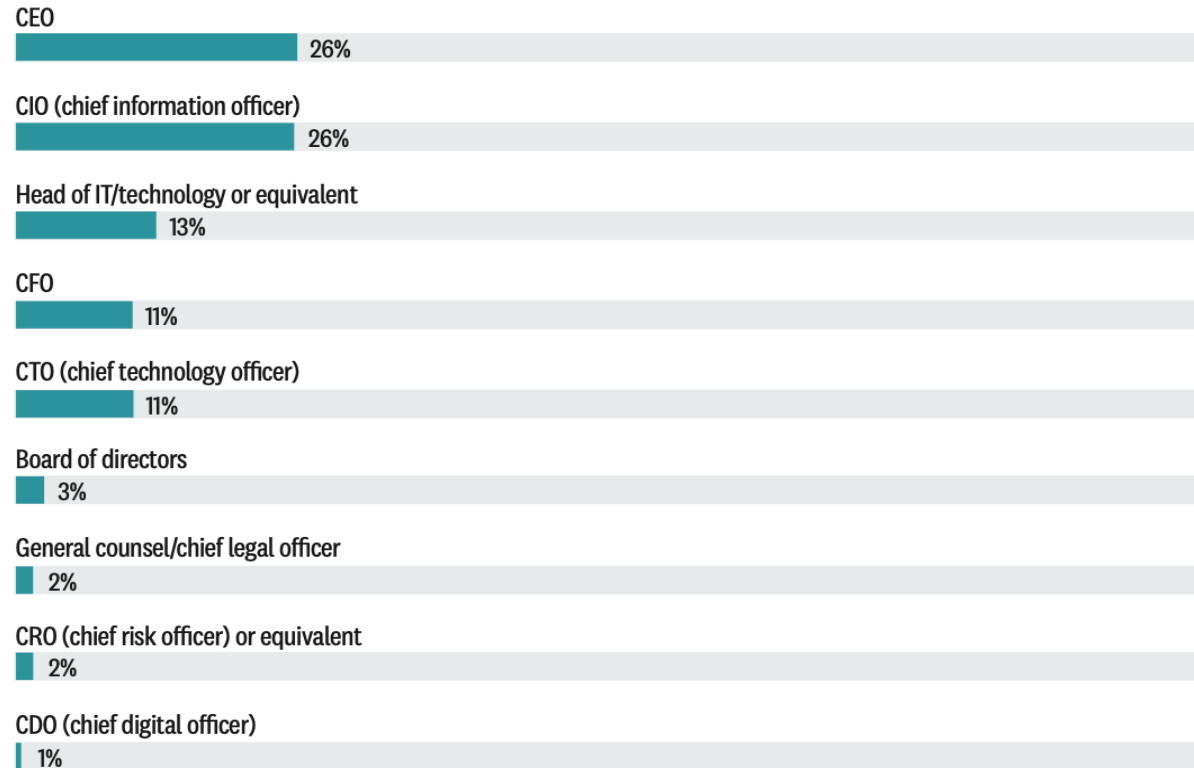 CEO
26%
CIO (chief information officer)
26%
Head of IT/technology or equivalent
13%
CFO
11%
CTO (chief technology officer)
11%
Board of directors
3%
General counsel/chief legal officer
2%
CRO (chief risk officer) or equivalent
2%
CDO (chief digital officer)
1%